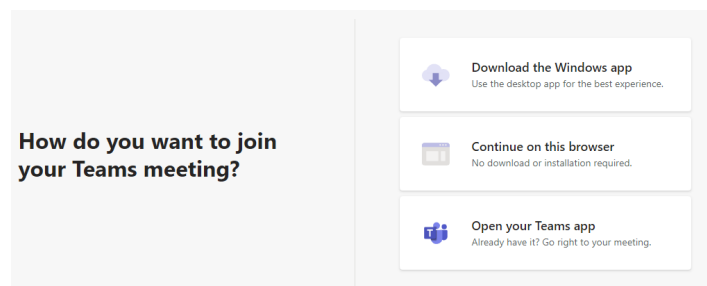 How do you want to join
your Teams meeting?
Download the Windows app
Use the desktop app for the best experience.
Continue on this browser
No download or installation required.
T
Open your Teams app
Already have it? Go right to your meeting.